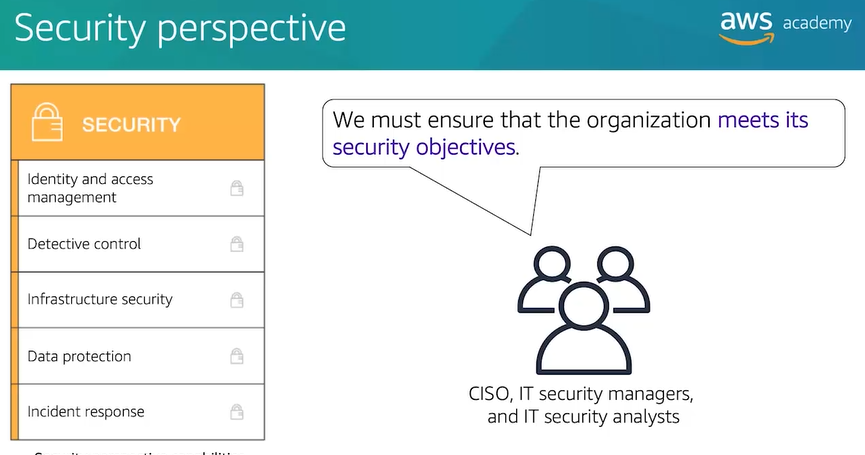 Security perspective
aws academy
SECURITY
Identity and access
management
Detective control
Infrastructure security
Data protection
Incident response
We must ensure that the organization meets its
security objectives.
CISO, IT security managers,
and IT security analysts